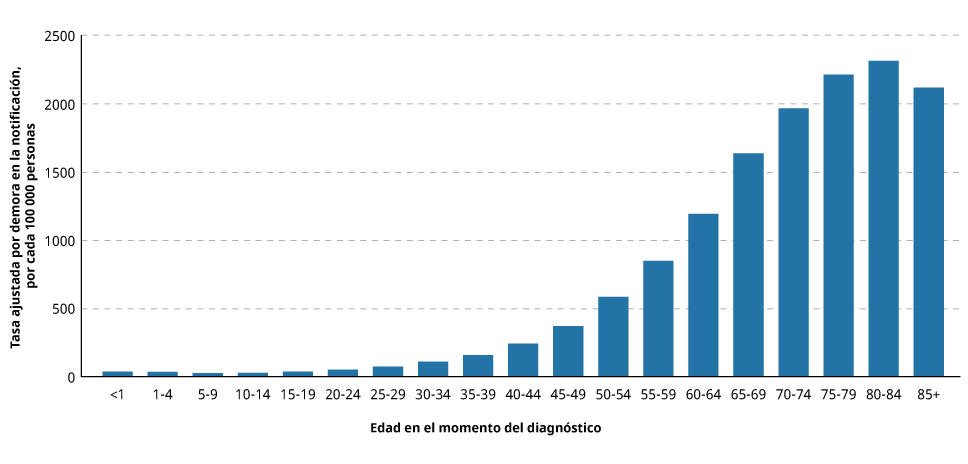 Tasa ajustada por demora en la notificación,
por cada 100 000 personas
2500
2000
1500
1000
500
0
<1 1-4 5-9 10-14 15-19 20-24 25-29 30-34 35-39 40-44 45-49 50-54 55-59 60-64 65-69 70-74 75-79 80-84 85+
Edad en el momento del diagnóstico